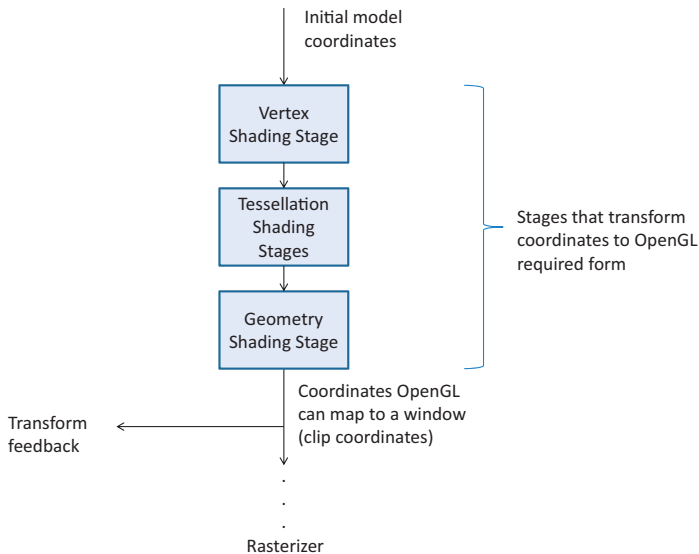 Initial model
coordinates
Vertex
Shading Stage
Tessellation
Shading
Stages
Stages that transform
coordinates to OpenGL
required form
Geometry
Shading Stage
Coordinates OpenGL
can map to a window
(clip coordinates)
Transform
feedback
.
.
.
Rasterizer